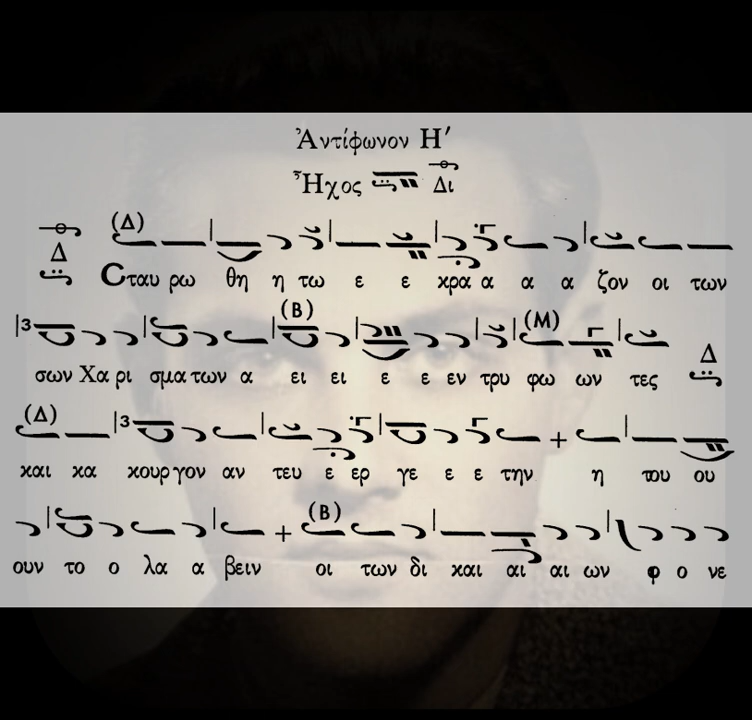 Ἀντίφωνον Η΄
Ἦχος Δι
(Δ)
Δ Σταυ ρω θη η τω ε ε κρα α α α ζον οι των
(Β) (Μ)
σων Χα ρι σμα των α ει ει ε ε εν τρυ φω ων τες Δ
(Δ)
και κα κουρ γον αν τευ ε ερ γε ε ε την η του ου
(Β)
ουν το ο λα α βειν οι των δι και αι αι ων φ ο νε